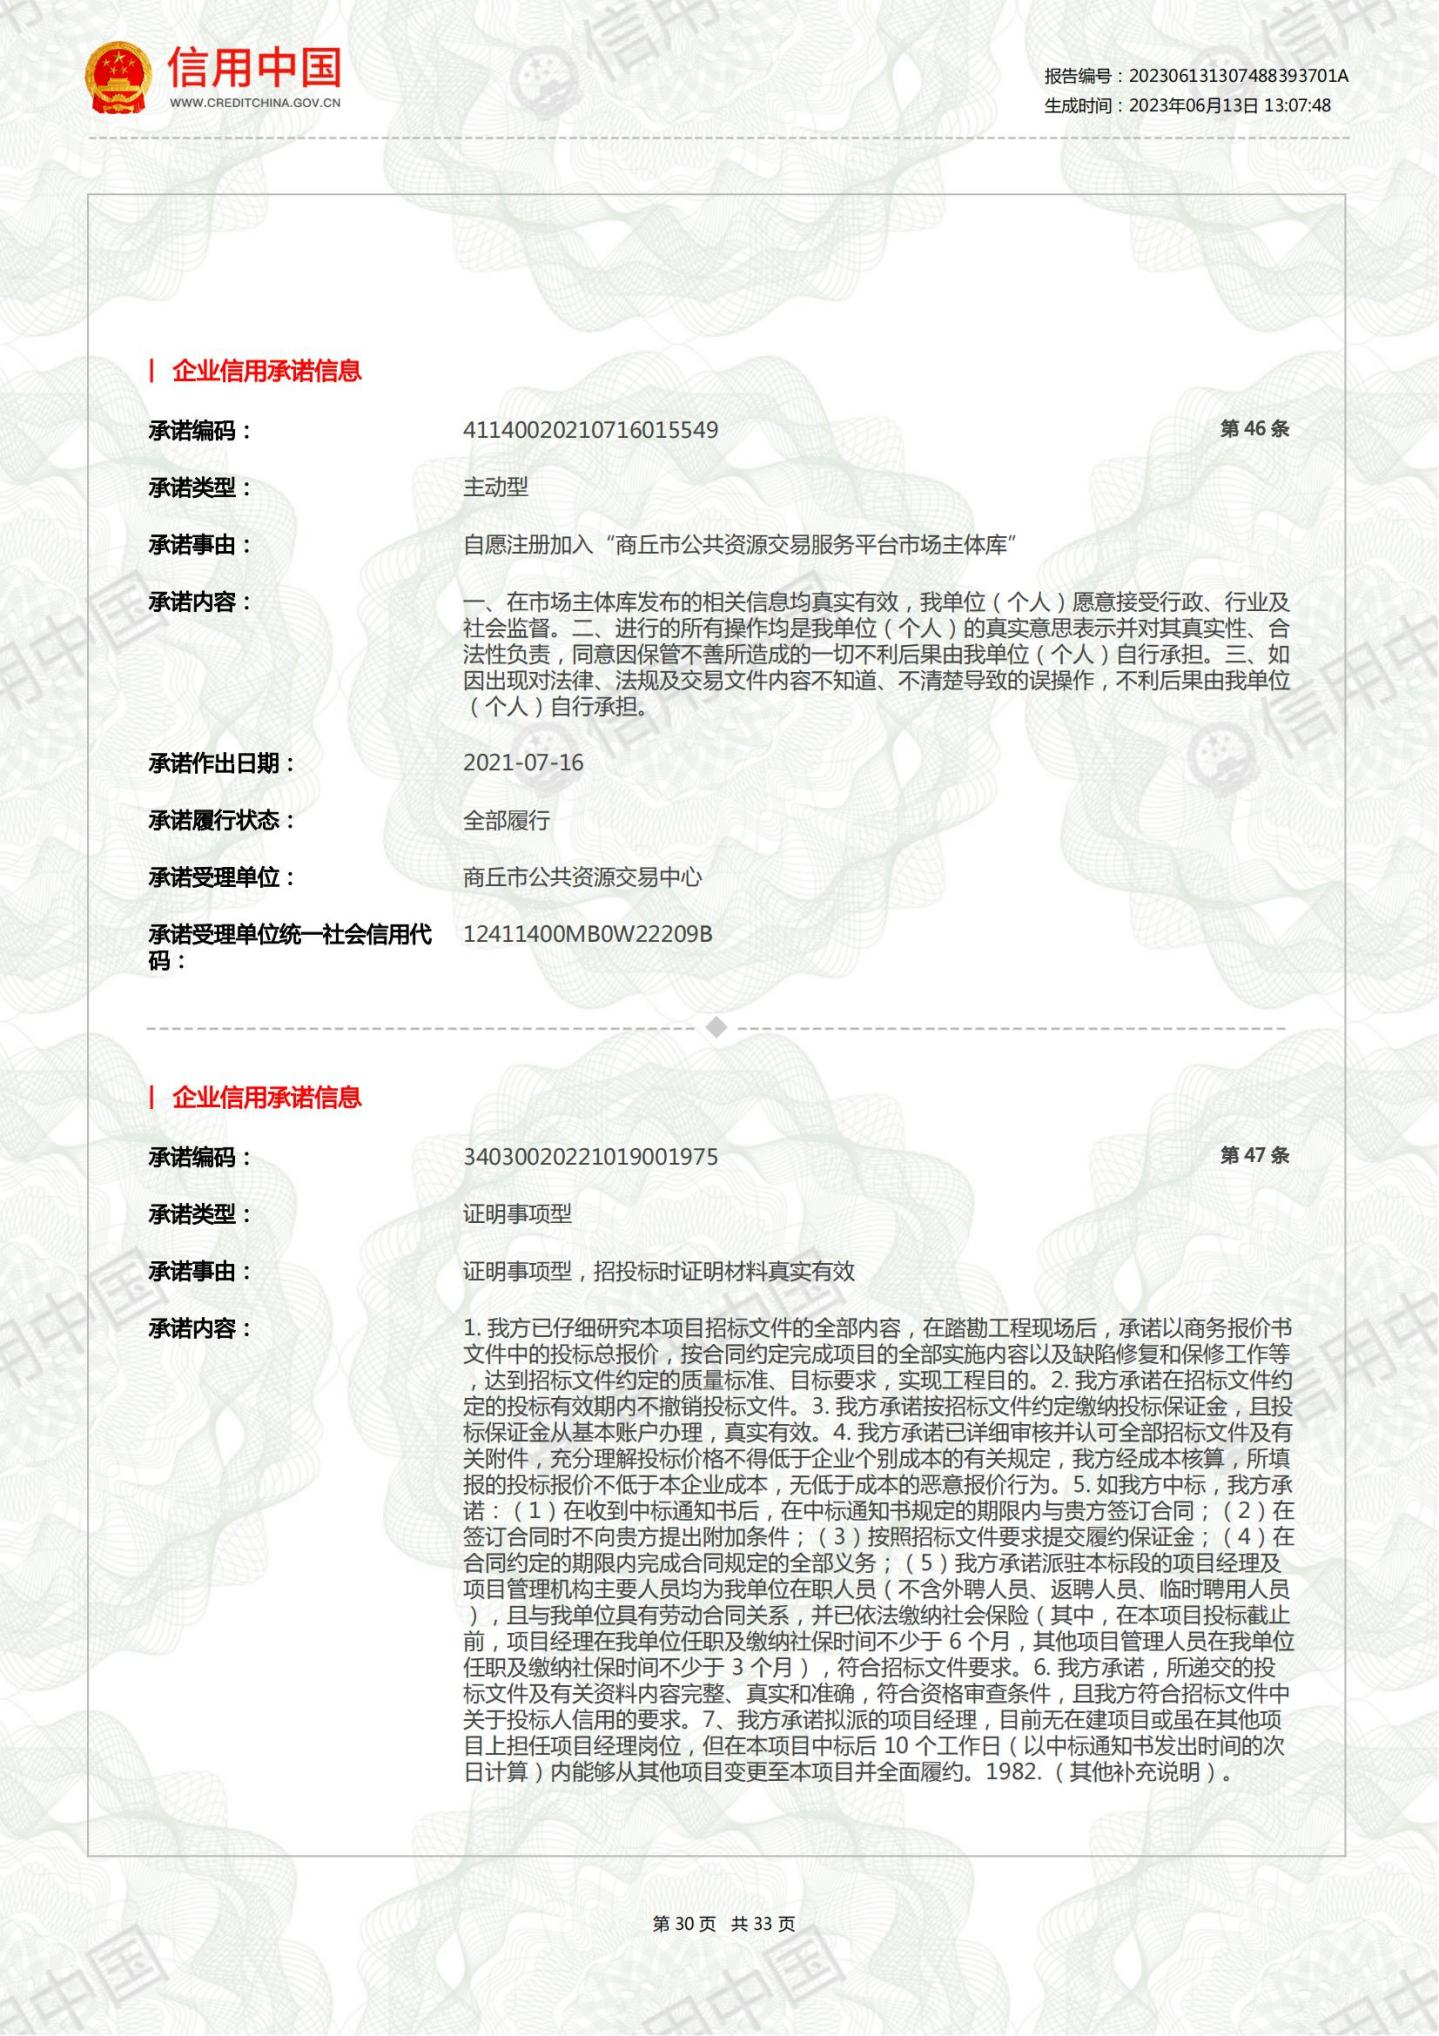 信用中国
WWW.CREDITCHINA.GOV.CN
报告编号：202306131307488393701A
生成时间：2023年06月13日 13:07:48
企业信用承诺信息
承诺编码： 41140020210716015549 第 46 条
承诺类型： 主动型
承诺事由： 自愿注册加入“商丘市公共资源交易服务平台市场主体库”
承诺内容： 一、在市场主体库发布的相关信息均真实有效，我单位（个人）愿意接受行政、行业及
社会监督。二、进行的所有操作均是我单位（个人）的真实意思表示并对其真实性、合
法性负责，同意因保管不善所造成的一切不利后果由我单位（个人）自行承担。三、如
因出现对法律、法规及交易文件内容不知道、不清楚导致的误操作，不利后果由我单位
（个人）自行承担。
承诺作出日期： 2021-07-16
承诺履行状态： 全部履行
承诺受理单位： 商丘市公共资源交易中心
承诺受理单位统一社会信用代 12411400MB0W22209B
码：
企业信用承诺信息
承诺编码： 34030020221019001975 第 47 条
承诺类型： 证明事项型
承诺事由： 证明事项型，招投标时证明材料真实有效
承诺内容： 1. 我方已仔细研究本项目招标文件的全部内容，在踏勘工程现场后，承诺以商务报价书
文件中的投标总报价，按合同约定完成项目的全部实施内容以及缺陷修复和保修工作等
，达到招标文件约定的质量标准、目标要求，实现工程目的。2. 我方承诺在招标文件约
定的投标有效期内不撤销投标文件。3. 我方承诺按招标文件约定缴纳投标保证金，且投
标保证金从基本账户办理，真实有效。4. 我方承诺已详细审核并认可全部招标文件及有
关附件，充分理解投标价格不得低于企业个别成本的有关规定，我方经成本核算，所填
报的投标报价不低于本企业成本，无低于成本的恶意报价行为。5. 如我方中标，我方承
诺：（1）在收到中标通知书后，在中标通知书规定的期限内与贵方签订合同；（2）在
签订合同时不向贵方提出附加条件；（3）按照招标文件要求提交履约保证金；（4）在
合同约定的期限内完成合同规定的全部义务；（5）我方承诺派驻本标段的项目经理及
项目管理机构主要人员均为我单位在职人员（不含外聘人员、返聘人员、临时聘用人员
），且与我单位具有劳动合同关系，并已依法缴纳社会保险（其中，在本项目投标截止
前，项目经理在我单位任职及缴纳社保时间不少于 6 个月，其他项目管理人员在我单位
任职及缴纳社保时间不少于 3 个月），符合招标文件要求。6. 我方承诺，所递交的投
标文件及有关资料内容完整、真实和准确，符合资格审查条件，且我方符合招标文件中
关于投标人信用的要求。7、我方承诺拟派的项目经理，目前无在建项目或虽在其他项
目上担任项目经理岗位，但在本项目中标后 10 个工作日（以中标通知书发出时间的次
日计算）内能够从其他项目变更至本项目并全面履约。1982.（其他补充说明）。
第 30 页 共 33 页